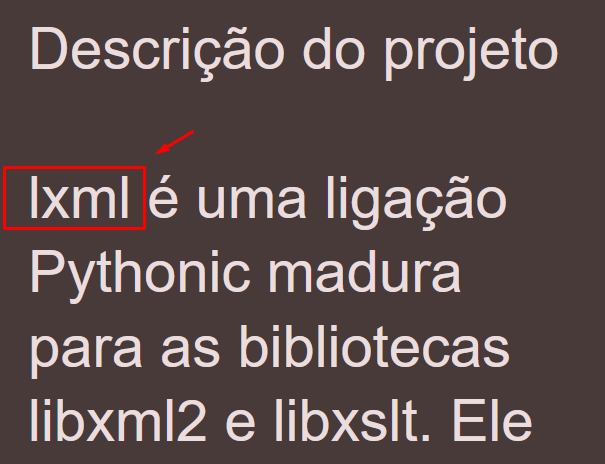 Descrição do projeto
lxml é uma ligação
Pythonic madura
para as bibliotecas
libxml2 e libxslt. Ele